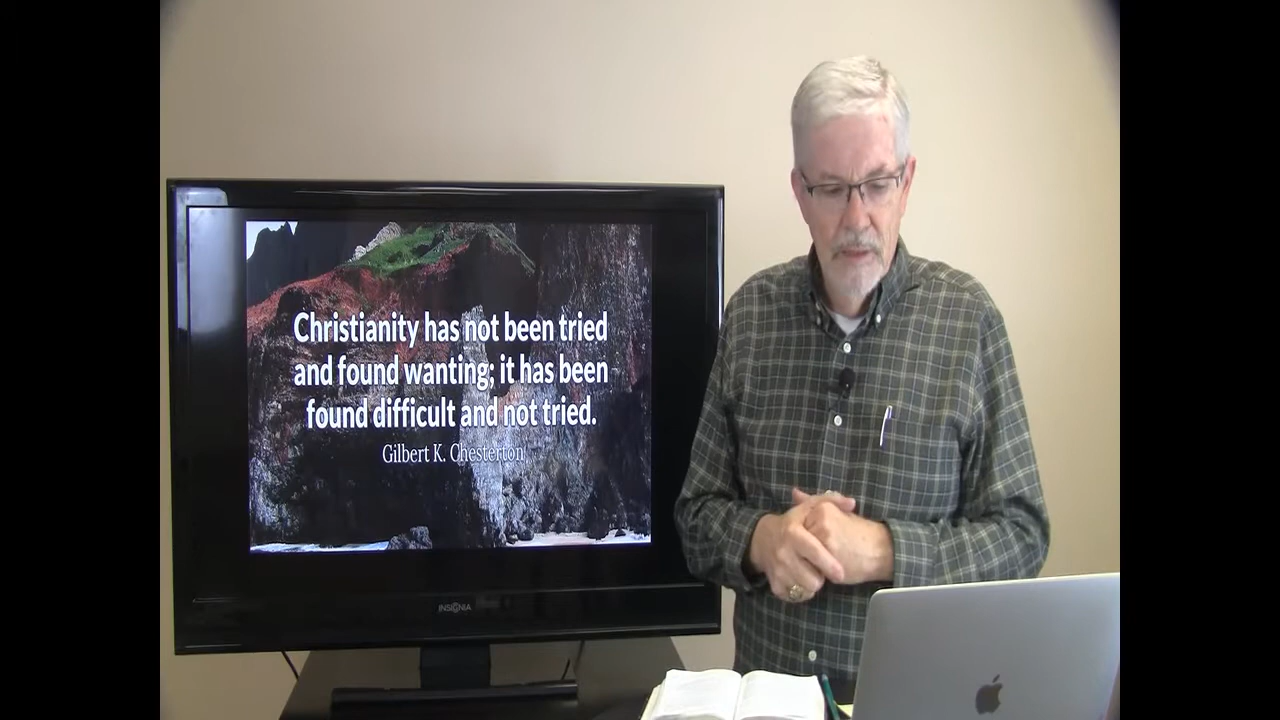 Christianity has not been tried
and found wanting; it has been
found difficult and not tried.
Gilbert K. Chesterton
INSIGNIA